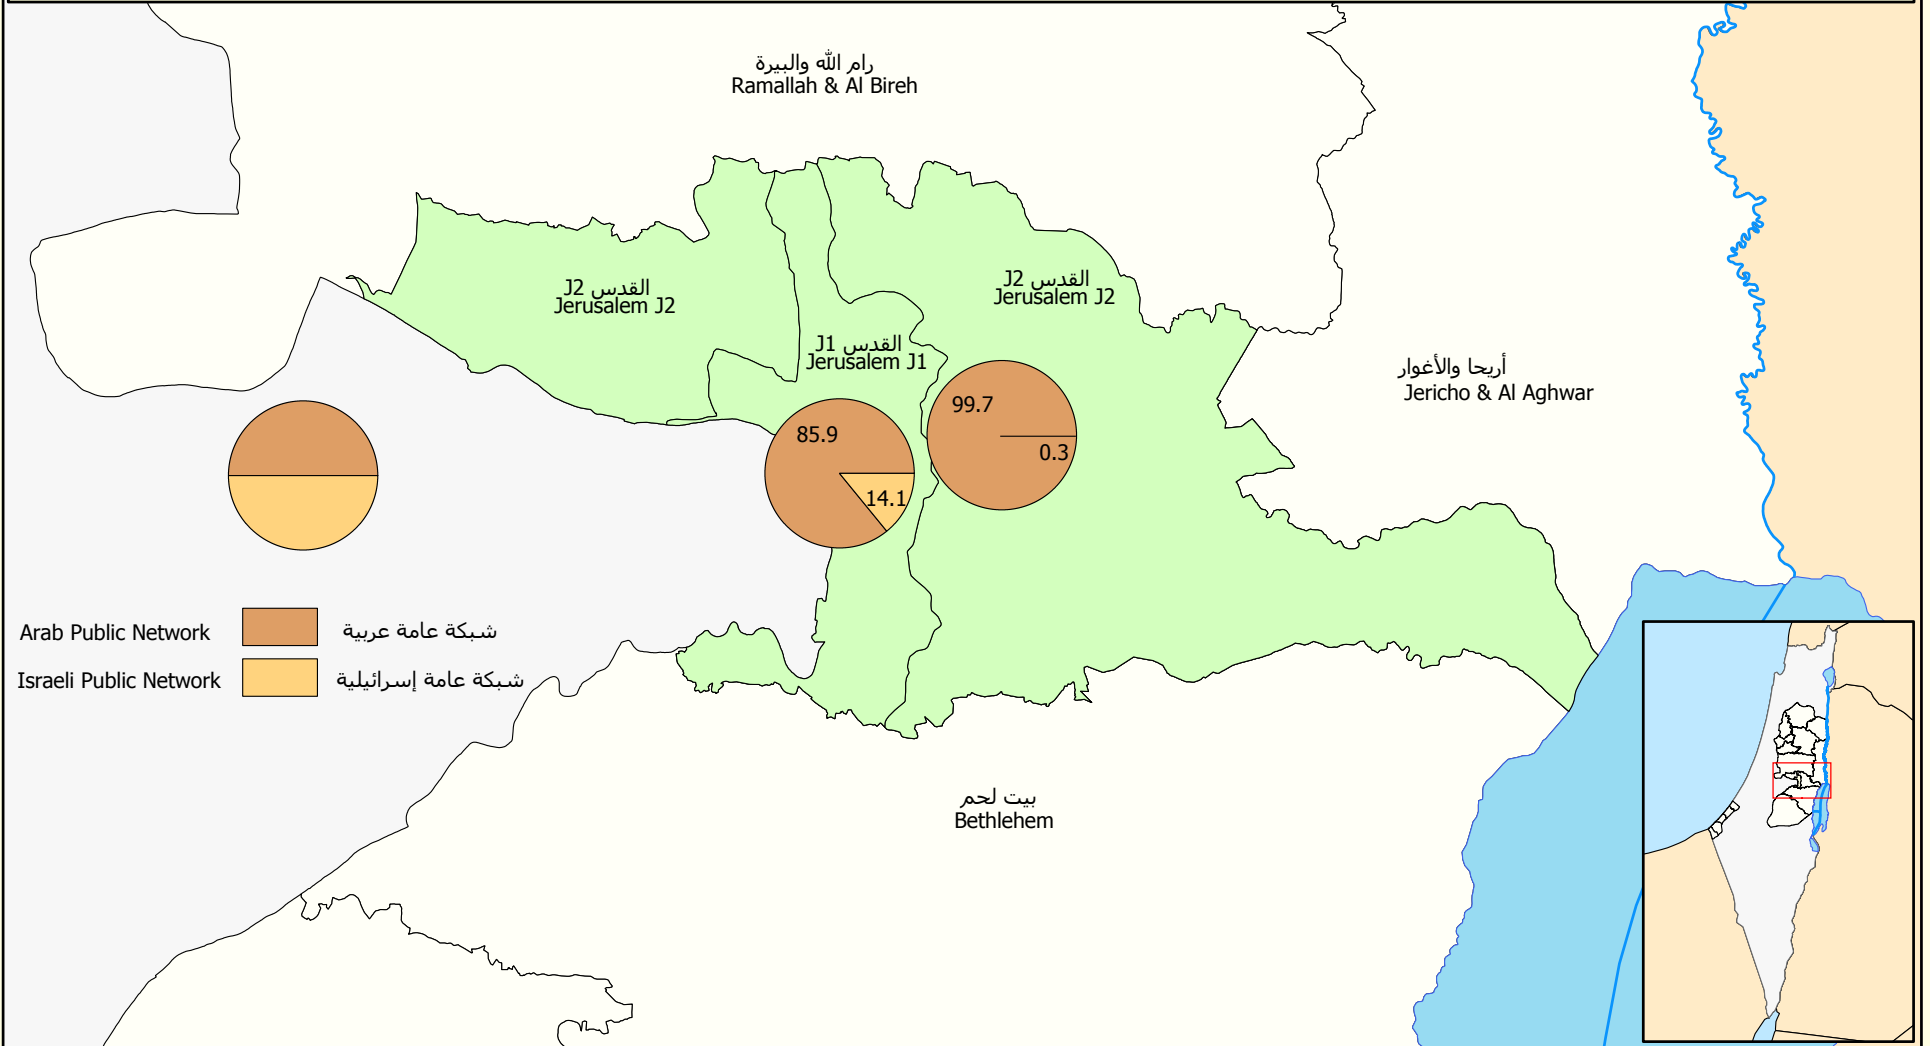 رام الله والبيرة
Ramallah & Al Bireh
القدس J2
Jerusalem J2
القدس J2
Jerusalem J2
القدس J1
Jerusalem J1
أريحا والأغوار
Jericho & Al Aghwar
99.7
0.3
85.9
14.1
Arab Public Network شبكة عامة عربية
Israeli Public Network شبكة عامة إسرائيلية
بيت لحم
Bethlehem